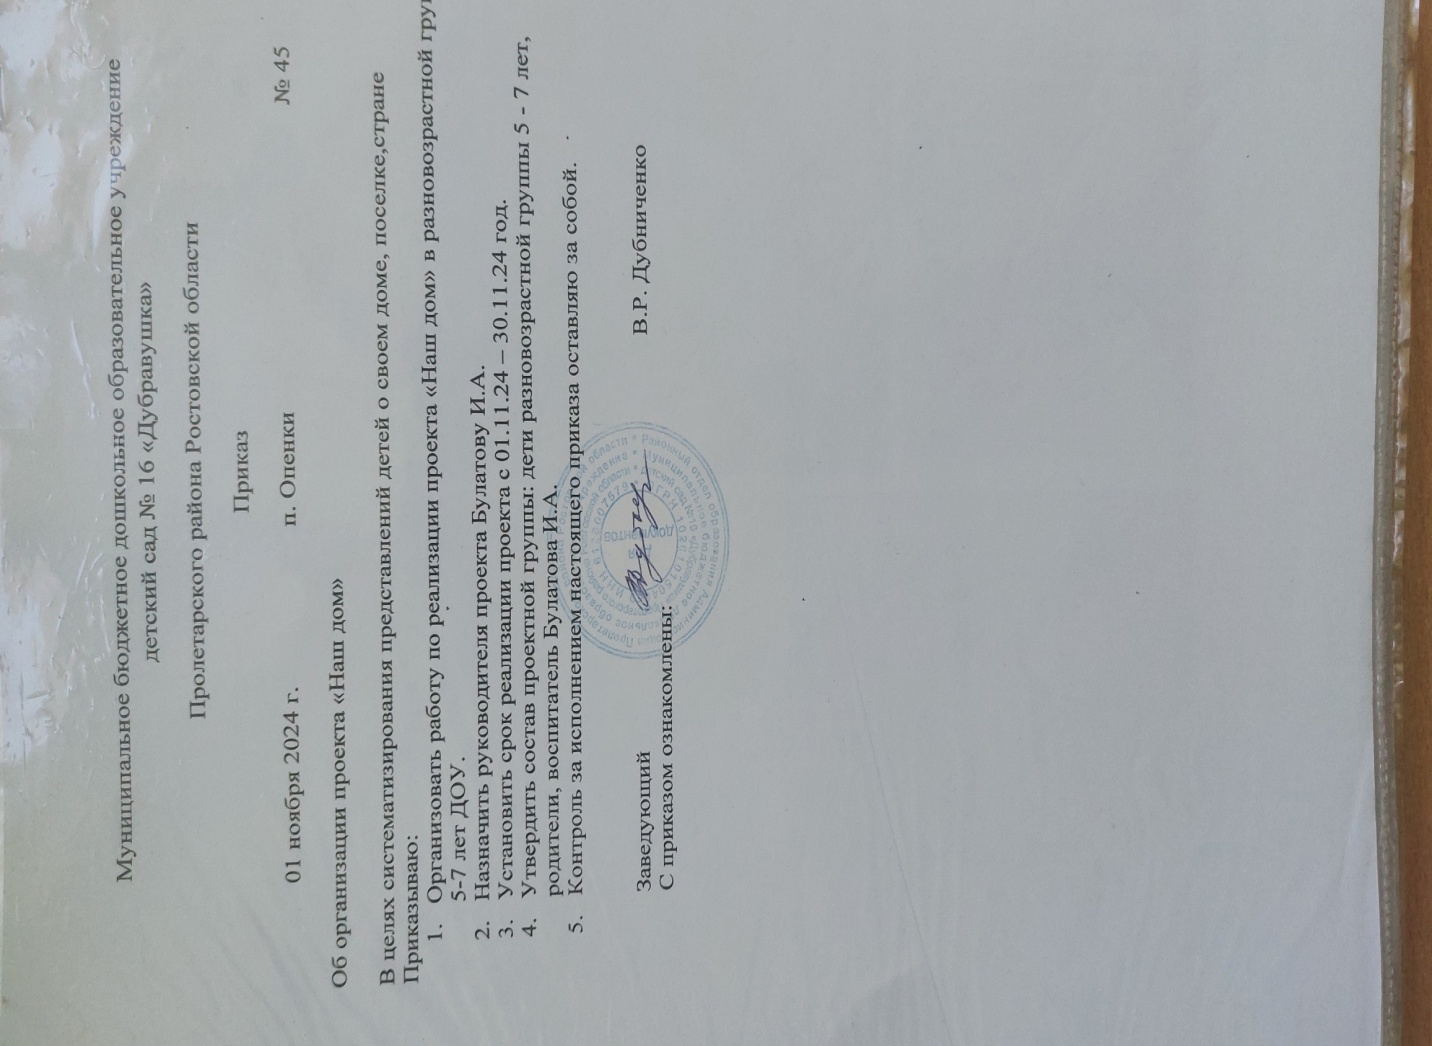 Муниципальное бюджетное дошкольное образовательное учреждение
детский сад № 16 «Дубравушка»
Пролетарского района Ростовской области
Приказ
01 ноября 2024 г. п. Опенки № 45
Об организации проекта «Наш дом»
В целях систематизирования представлений детей о своем доме, поселке,стране
Приказываю:
1. Организовать работу по реализации проекта «Наш дом» в разновозрастной
5-7 лет ДОУ.
2. Назначить руководителя проекта Булатову И.А.
3. Установить срок реализации проекта с 01.11.24 – 30.11.24 год.
4. Утвердить состав проектной группы: дети разновозрастной группы 5 - 7 лет,
родители, воспитатель Булатова И.А.
5. Контроль за исполнением настоящего приказа оставляю за собой.
Заведующий В.Р. Дубниченко
С приказом ознакомлены: